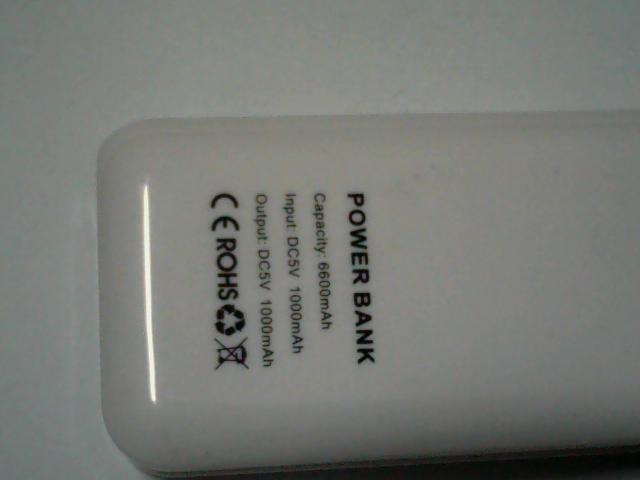 POWER BANK
Capacity: 6600mAh
Input: DC5V 1000mAh
Output: DC5V 1000mAh
CE ROHS